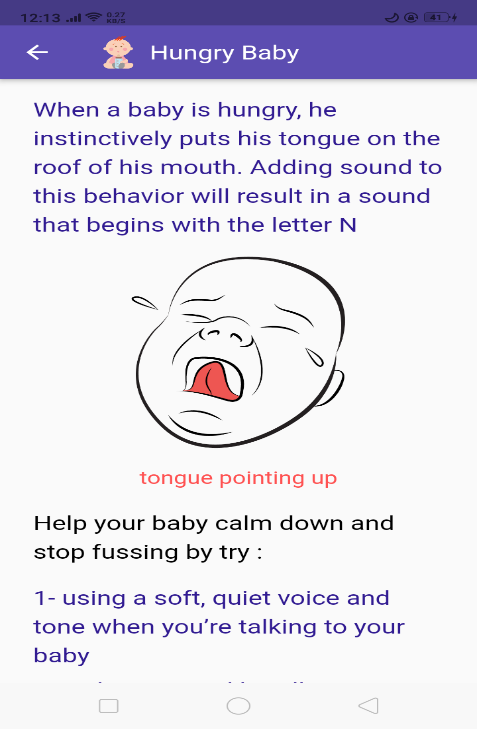 12:13 0.27 KB/S 41
Hungry Baby
When a baby is hungry, he
instinctively puts his tongue on the
roof of his mouth. Adding sound to
this behavior will result in a sound
that begins with the letter N
tongue pointing up
Help your baby calm down and
stop fussing by try :
1- using a soft, quiet voice and
tone when you’re talking to your
baby